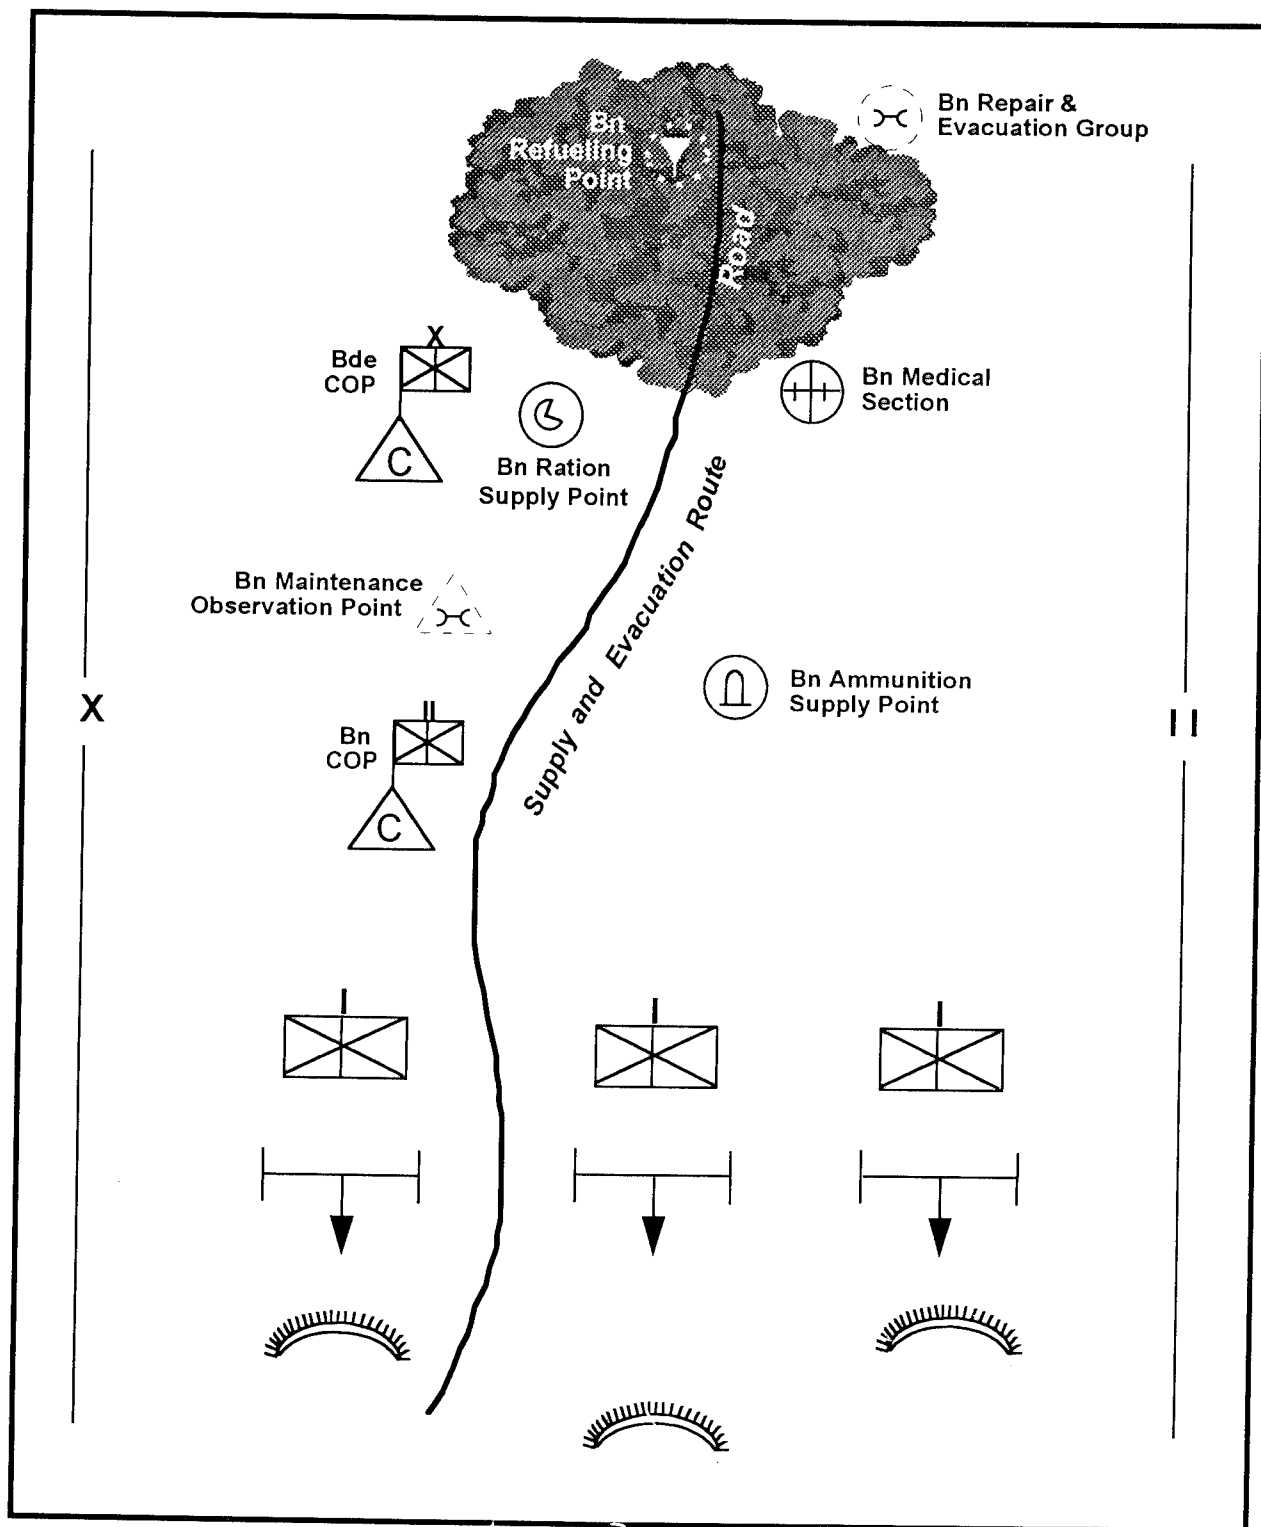 Bn Repair &
Evacuation Group
Bn
Refueling
Point
Road
X
Bde
COP
C
Bn Medical
Section
Bn Ration
Supply Point
Supply and Evacuation Route
Bn Maintenance
Observation Point
Bn Ammunition
Supply Point
X
II
II
Bn
COP
C
I
I
I